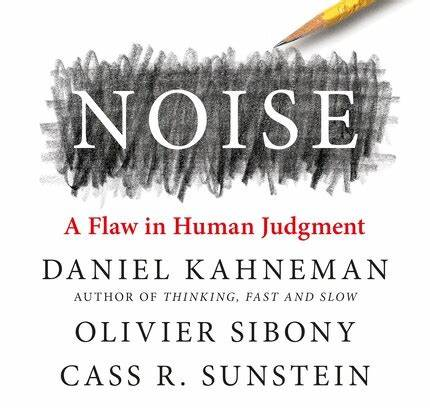 NOISE
A Flaw in Human Judgment
DANIEL KAHNEMAN
AUTHOR OF THINKING, FAST AND SLOW
OLIVIER SIBONY
CASS R. SUNSTEIN